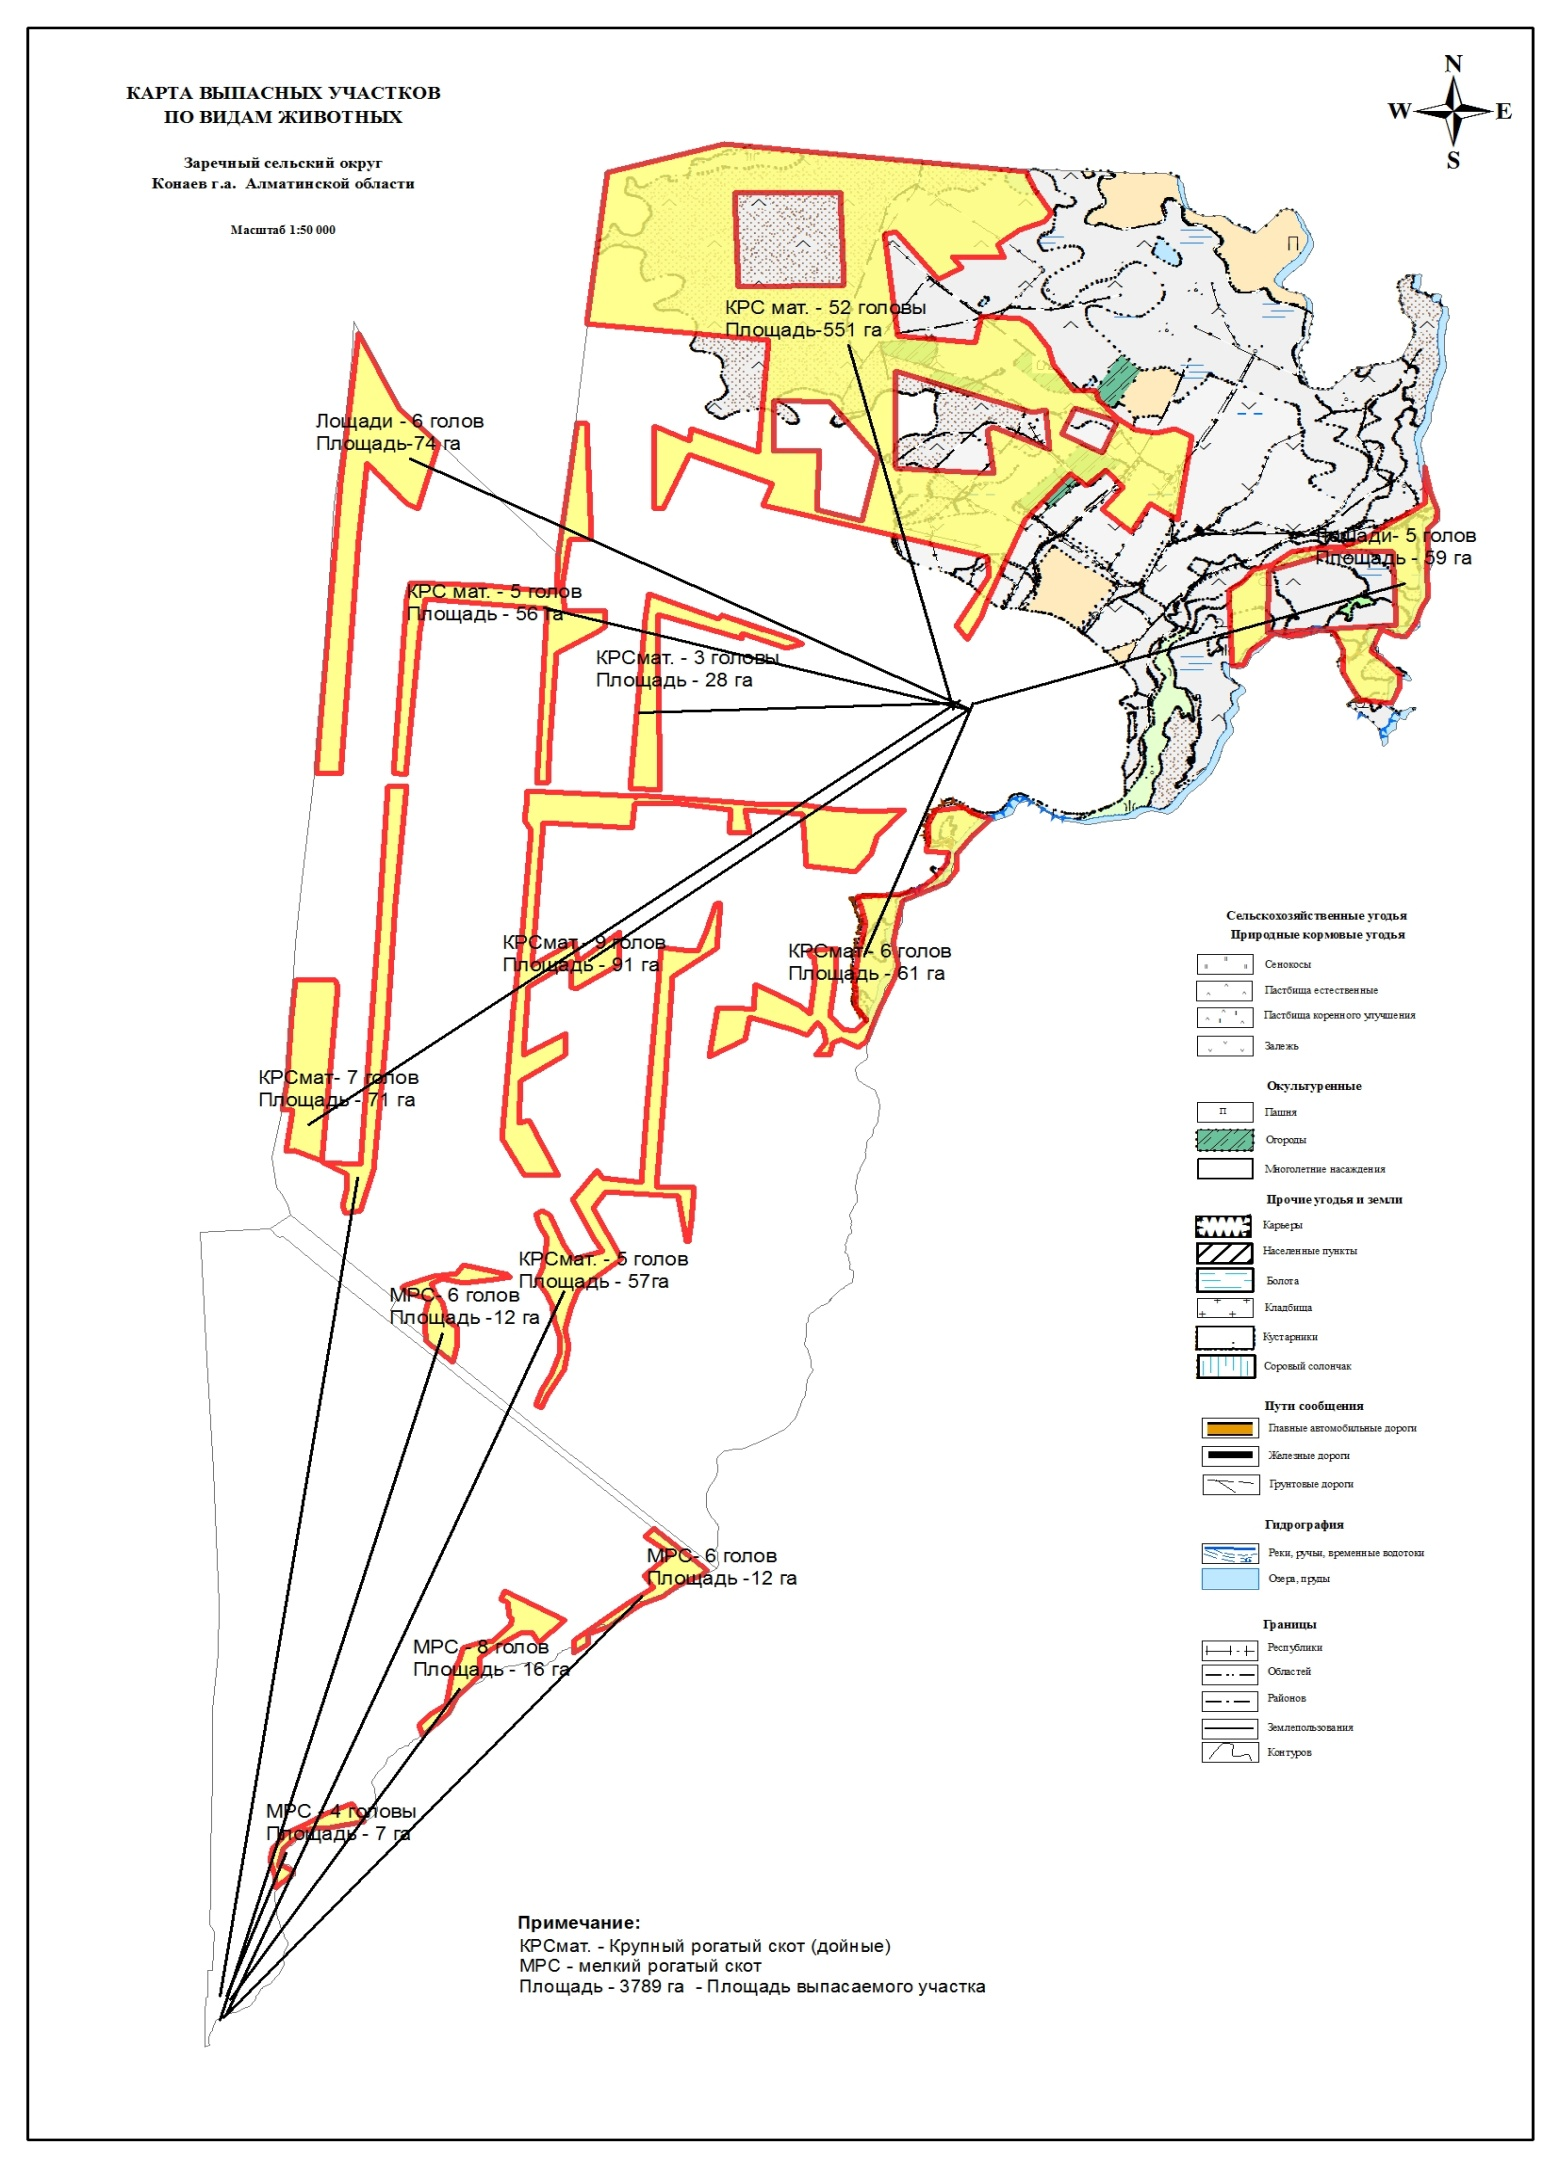 КАРТА ВЫПАСНЫХ УЧАСТКОВ
ПО ВИДАМ ЖИВОТНЫХ
Заречный сельский округ
Конаев г.а. Алматинской области
Масштаб 1:50 000
N
W
E
S
П
КРС мат. - 52 головы
Площадь-551 га
Лощади - 6 голов
Площадь-74 га
Лощади- 5 голов
Площадь - 59 га
КРС мат. - 5 голов
Площадь - 56 га
КРСмат. - 3 головы
Площадь - 28 га
КРСмат.- 9 голов
Площадь - 91 га
КРСмат.- 6 голов
Площадь - 61 га
КРСмат- 7 голов
Площадь - 71 га
КРСмат. - 5 голов
Площадь - 57га
МРС- 6 голов
Площадь -12 га
МРС- 6 голов
Площадь -12 га
МРС - 8 голов
Площадь - 16 га
МРС - 4 головы
Площадь - 7 га
Примечание:
КРСмат. - Крупный рогатый скот (дойные)
МРС - мелкий рогатый скот
Площадь - 3789 га - Площадь выпасаемого участка
Сельскохозяйственные угодья
Природные кормовые угодья
Сенокосы
Пастбища естественные
Пастбища коренного улучшения
Залежь
Окультуренные
П
Пашня
Огороды
Многолетние насаждения
Прочие угодья и земли
Карьеры
Населенные пункты
Болота
Кладбища
Кустарники
Соровый солончак
Пути сообщения
Главные автомобильные дороги
Железные дороги
Грунтовые дороги
Гидрография
Реки, ручьи, временные водотоки
Озера, пруды
Границы
Республики
Областей
Районов
Землепользования
Контуров